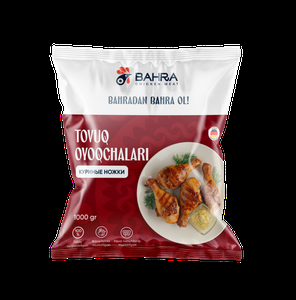 BAHRA
CHICKEN MEAT
BAHRADAN BAHRA OL!
TOVUQ
OYOQCHALARI
КУРИНЫЕ НОЖКИ
1000 gr